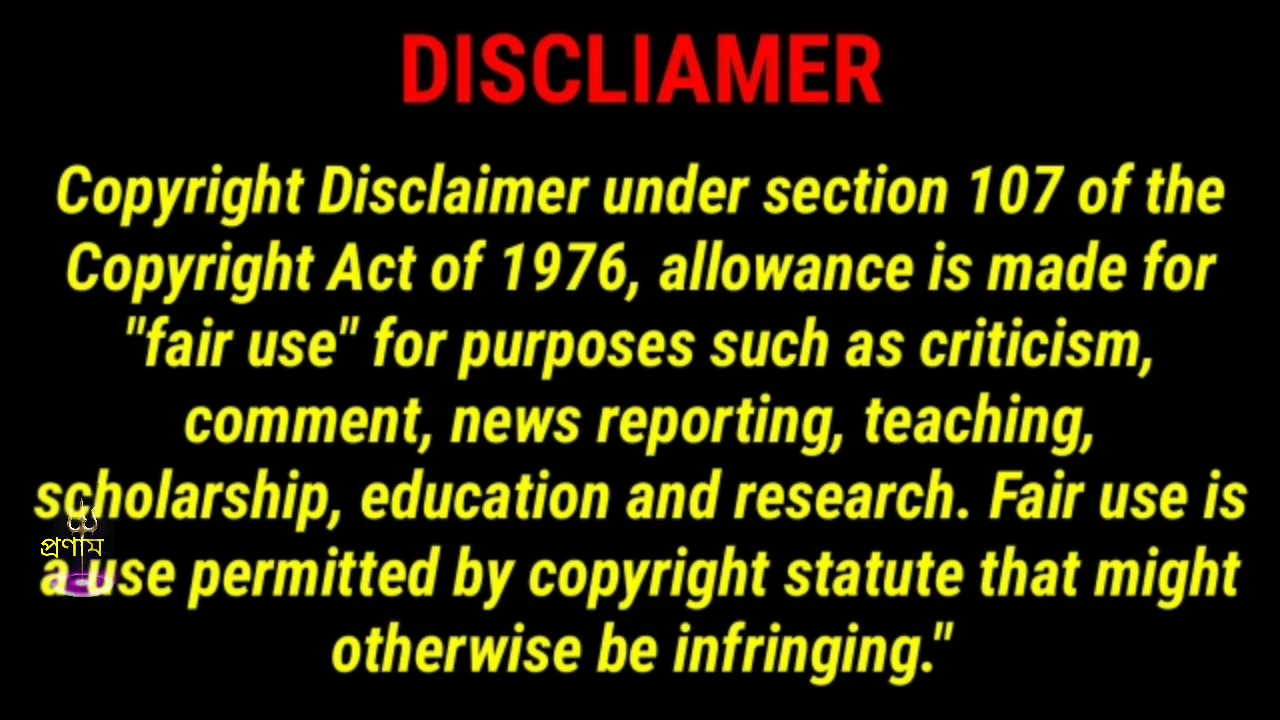 DISCLIAMER
Copyright Disclaimer under section 107 of the
Copyright Act of 1976, allowance is made for
"fair use" for purposes such as criticism,
comment, news reporting, teaching,
scholarship, education and research. Fair use is
a use permitted by copyright statute that might
otherwise be infringing."
প্রণাম